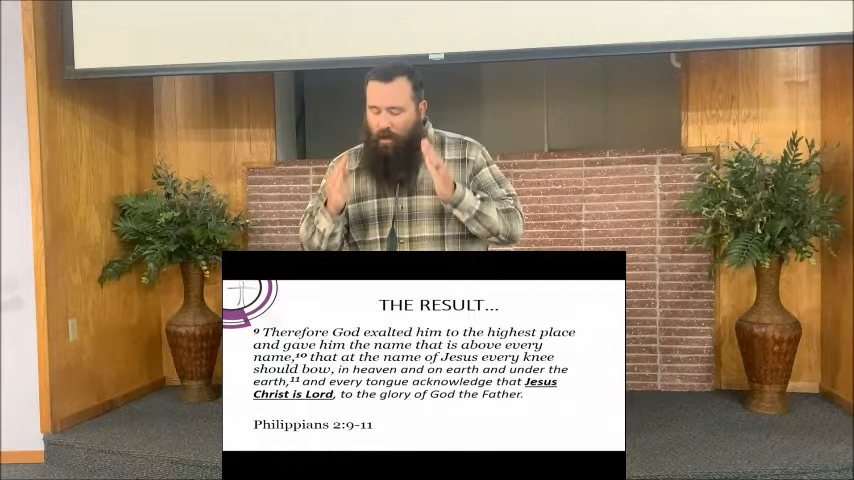 THE RESULT...
9 Therefore God exalted him to the highest place
and gave him the name that is above every
name,10 that at the name of Jesus every knee
should bow, in heaven and on earth and under the
earth,11 and every tongue acknowledge that Jesus
Christ is Lord, to the glory of God the Father.
Philippians 2:9-11